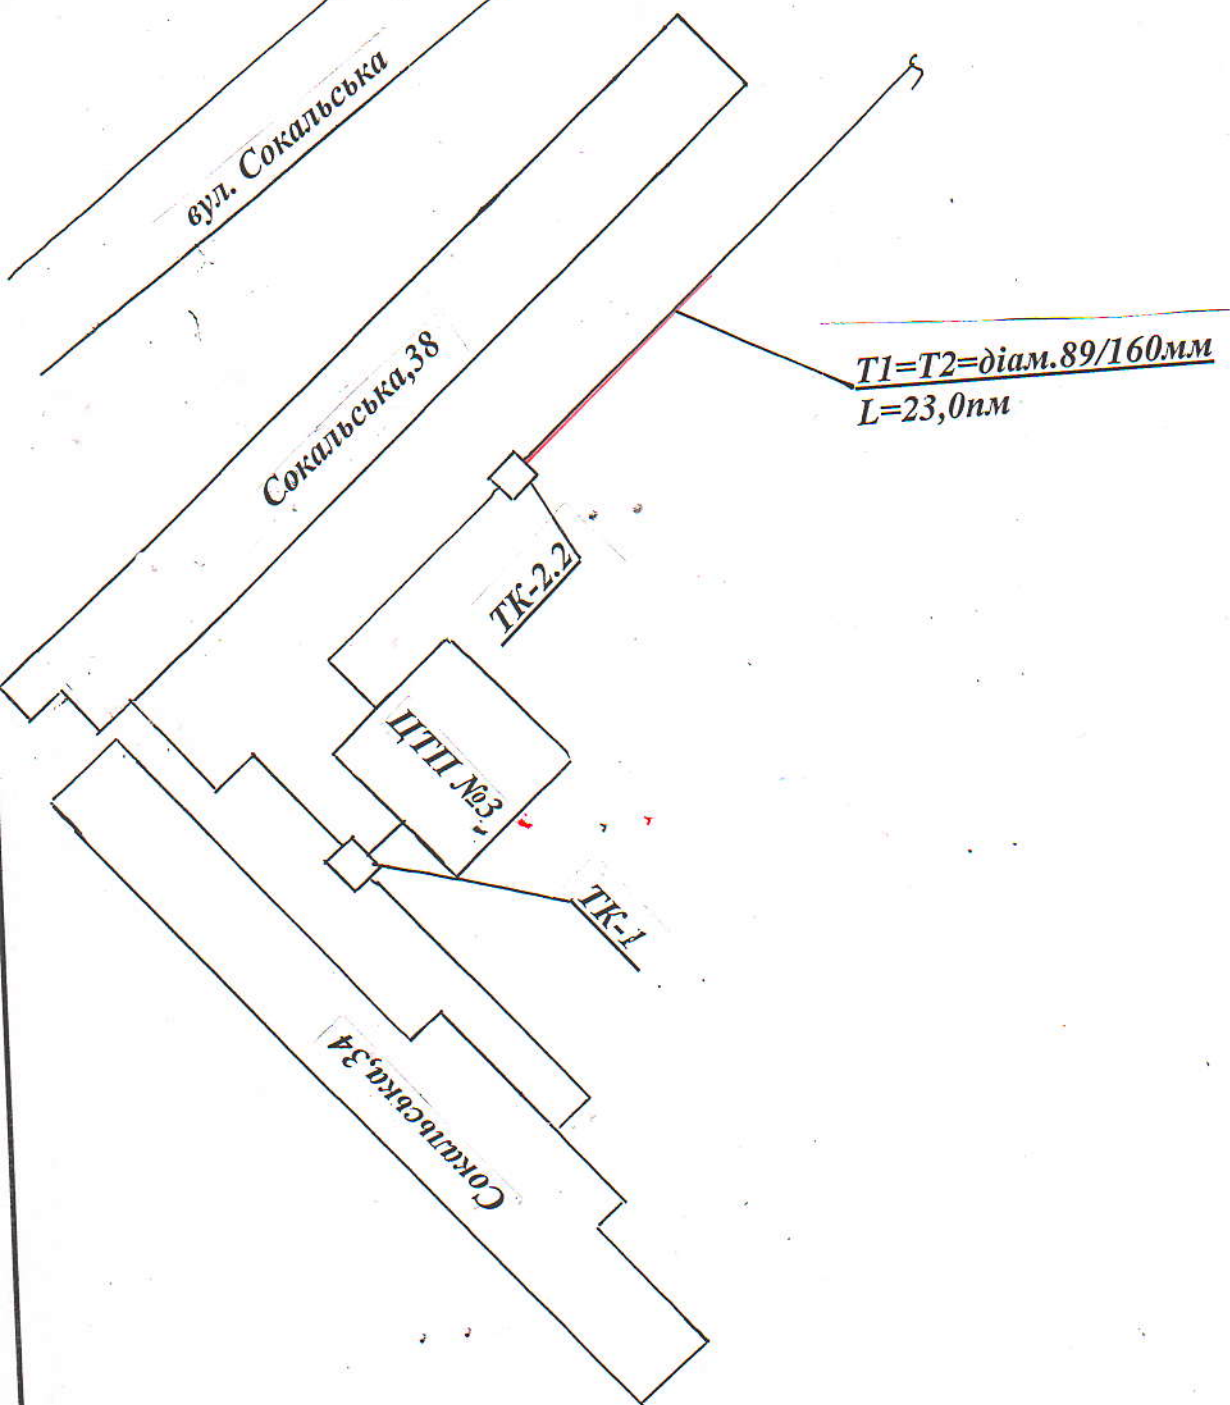 вул. Сокальська
Сокальська,38
Т1=Т2=діам.89/160мм
L=23,0пм
ТК-2.2
ЦТП №3
ТК-1
Сокальська,34